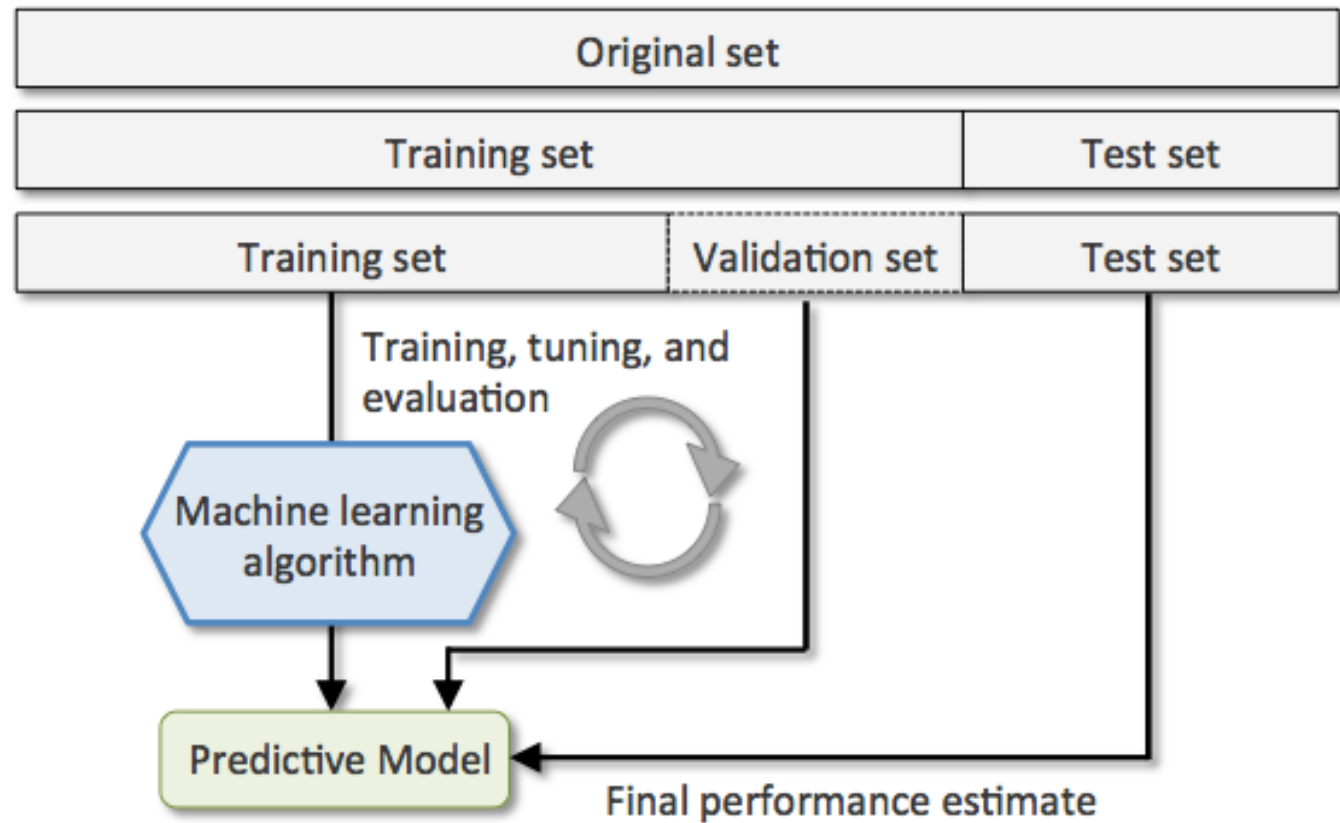 Original set
Training set
Test set
Training set
Validation set
Test set
Training, tuning, and
evaluation
Machine learning
algorithm
Predictive Model
Final performance estimate